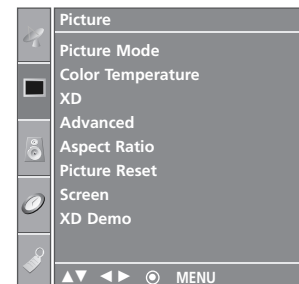 Picture
Picture Mode
Color Temperature
XD
Advanced
Aspect Ratio
Picture Reset
Screen
XD Demo
▲▼ ◄► ◉ MENU